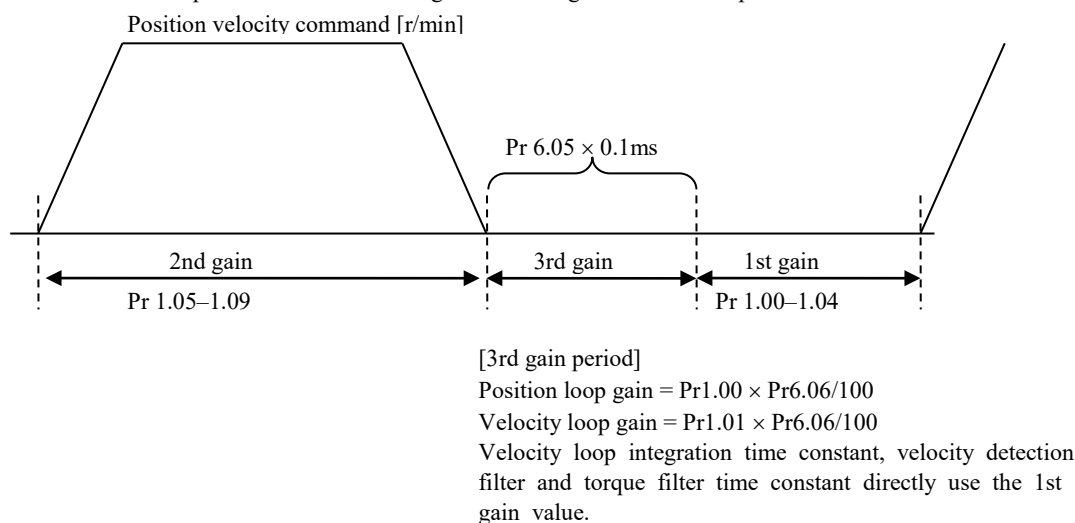 Position velocity command [r/min]
Pr 6.05 × 0.1ms
2nd gain
3rd gain
1st gain
Pr 1.05–1.09
Pr 1.00–1.04
[3rd gain period]
Position loop gain = Pr1.00 × Pr6.06/100
Velocity loop gain = Pr1.01 × Pr6.06/100
Velocity loop integration time constant, velocity detection
filter and torque filter time constant directly use the 1st
gain value.